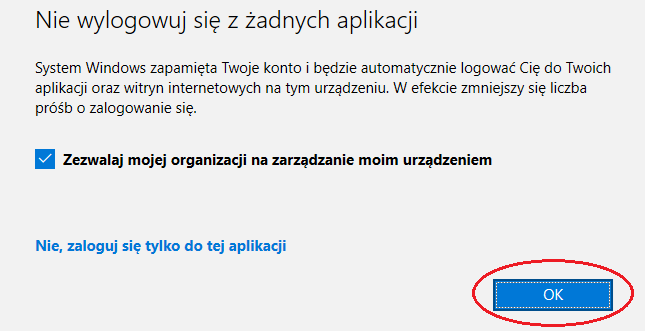 Nie wylogowuj się z żadnych aplikacji
System Windows zapamięta Twoje konto i będzie automatycznie logować Cię do Twoich
aplikacji oraz witryn internetowych na tym urządzeniu. W efekcie zmniejszy się liczba
próśb o zalogowanie się.
Zezwalaj mojej organizacji na zarządzanie moim urządzeniem
Nie, zaloguj się tylko do tej aplikacji
OK